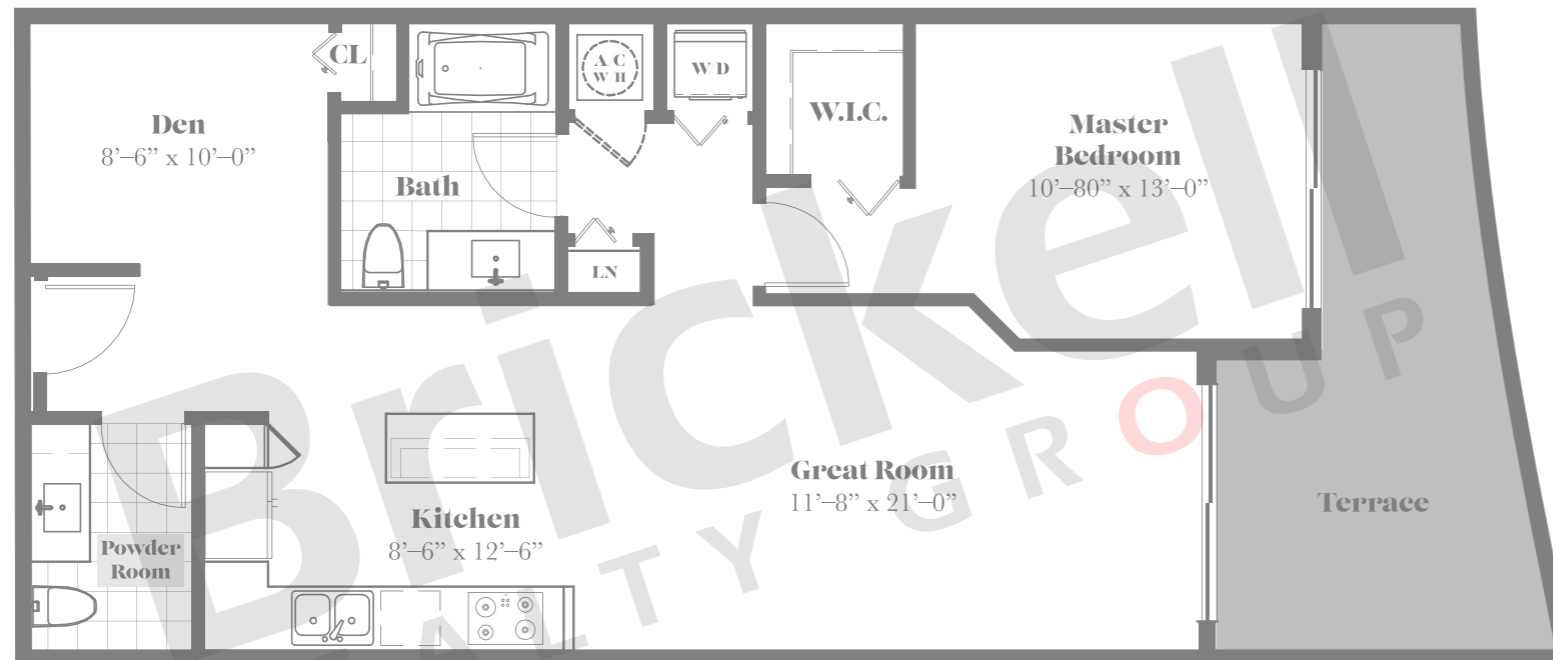 CL
A/C
W/H
W/D
W.I.C.
Den
8’–6” x 10’–0”
Master
Bedroom
10’–80” x 13’–0”
Bath
LN
Great Room
11’–8” x 21’–0”
Terrace
Kitchen
8’–6” x 12’–6”
Powder
Room
Brickell
ALTY GROUP